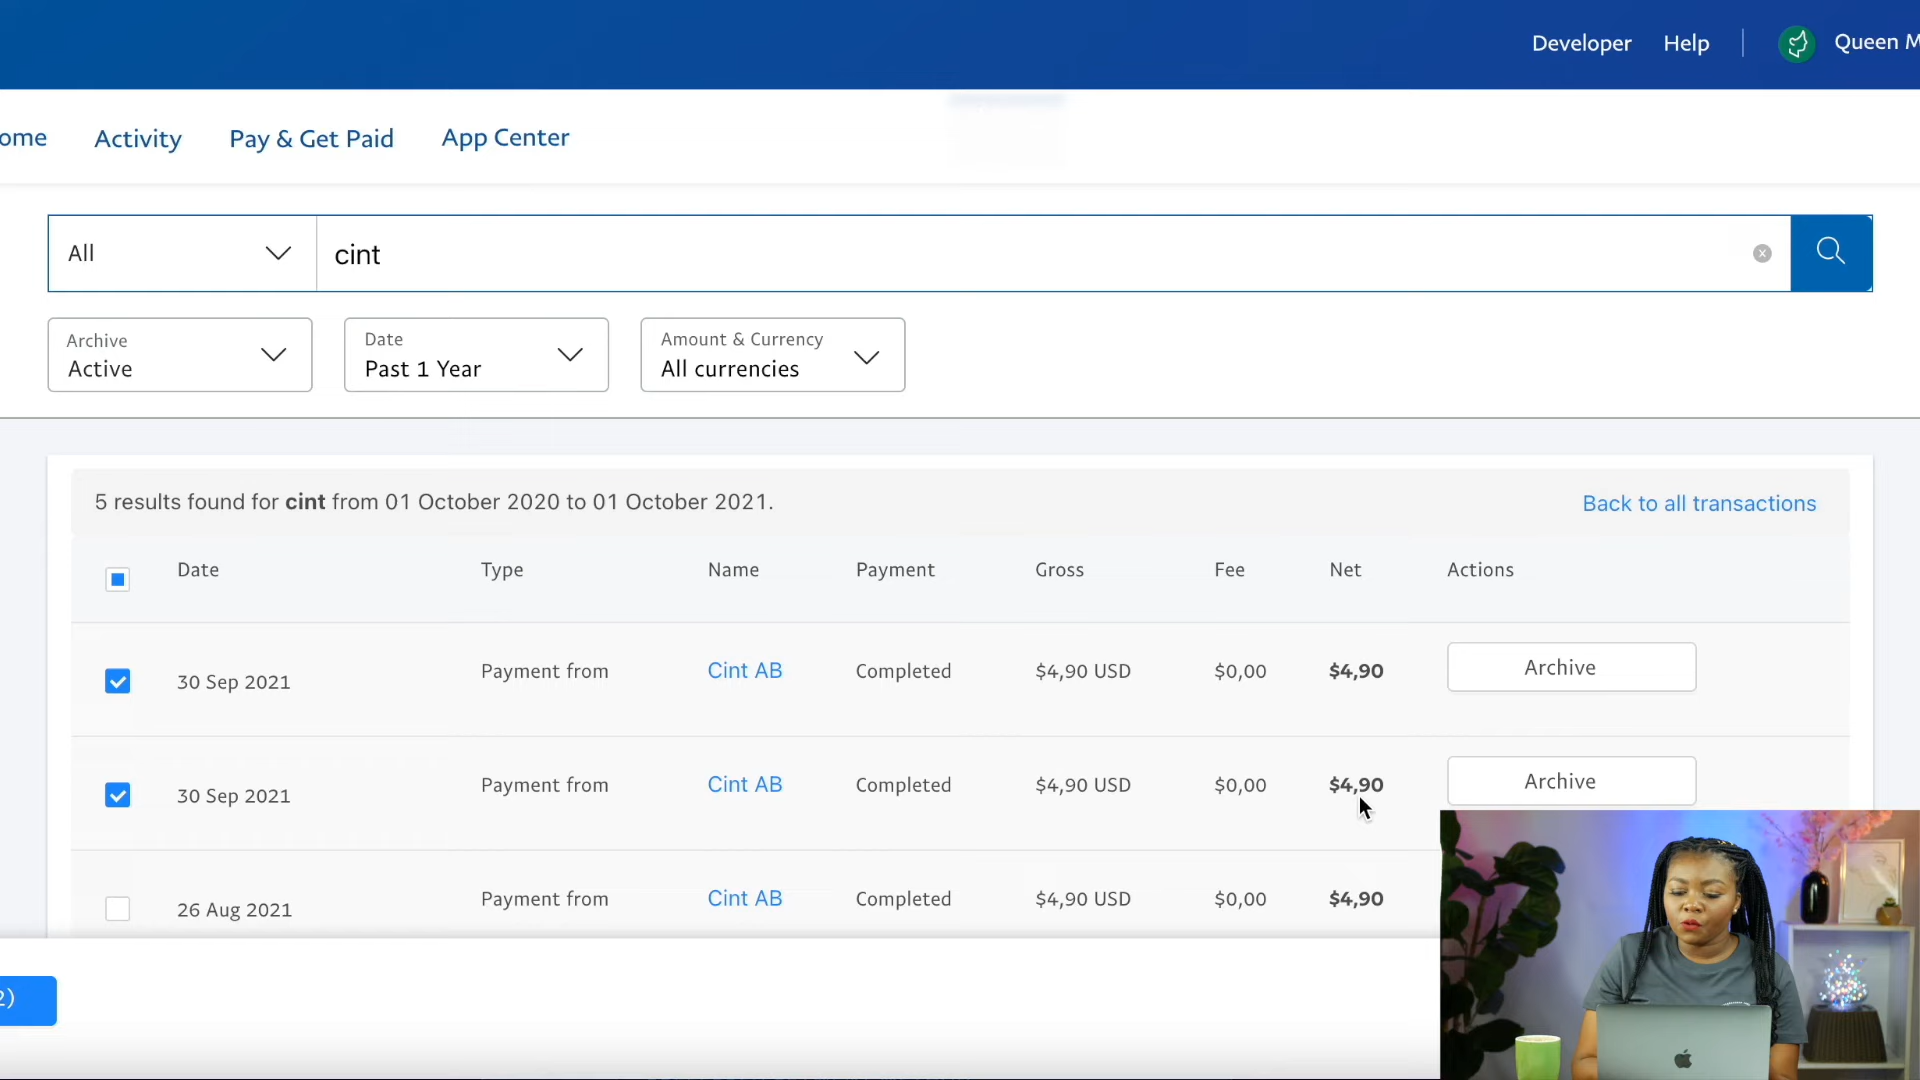 Developer Help Queen M
ome Activity Pay & Get Paid App Center
All cint
Archive
Active
Date
Past 1 Year
Amount & Currency
All currencies
5 results found for cint from 01 October 2020 to 01 October 2021.
Back to all transactions
Date Type Name Payment Gross Fee Net Actions
30 Sep 2021 Payment from Cint AB Completed $4,90 USD $0,00 $4,90 Archive
30 Sep 2021 Payment from Cint AB Completed $4,90 USD $0,00 $4,90 Archive
26 Aug 2021 Payment from Cint AB Completed $4,90 USD $0,00 $4,90
2)